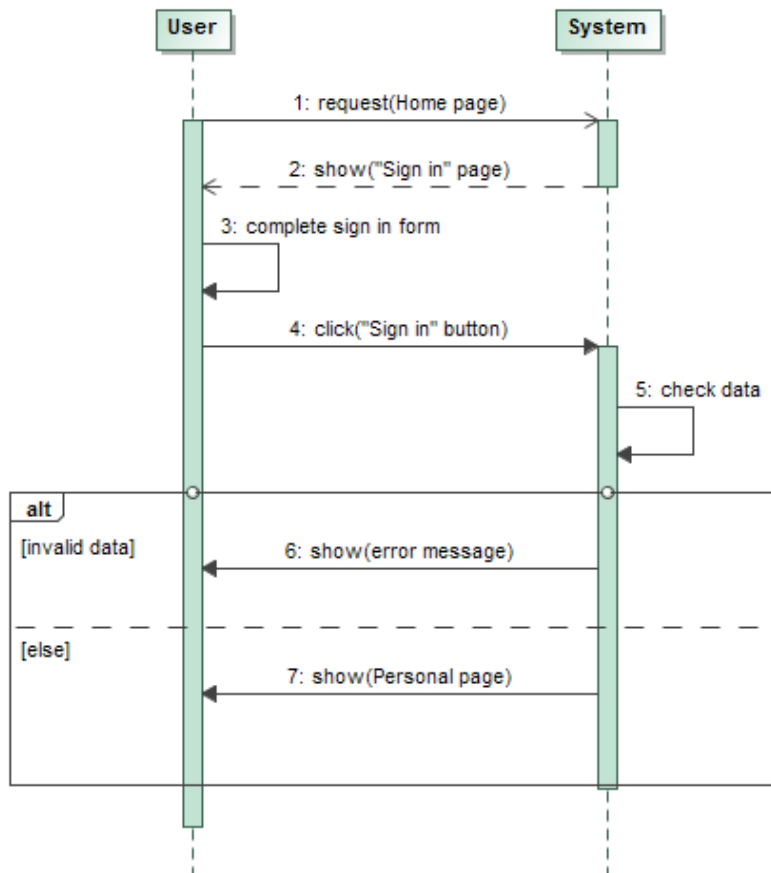 User
System
1: request(Home page)
2: show("Sign in" page)
3: complete sign in form
4: click("Sign in" button)
5: check data
alt
[invalid data]
6: show(error message)
[else]
7: show(Personal page)